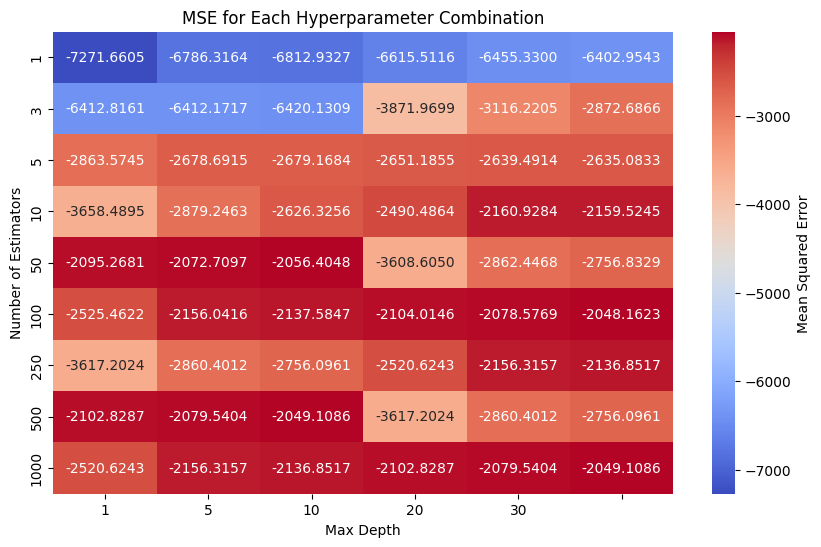 MSE for Each Hyperparameter Combination
Number of Estimators
1 -7271.6605 -6786.3164 -6812.9327 -6615.5116 -6455.3300 -6402.9543
3 -6412.8161 -6412.1717 -6420.1309 -3871.9699 -3116.2205 -2872.6866
5 -2863.5745 -2678.6915 -2679.1684 -2651.1855 -2639.4914 -2635.0833
10 -3658.4895 -2879.2463 -2626.3256 -2490.4864 -2160.9284 -2159.5245
50 -2095.2681 -2072.7097 -2056.4048 -3608.6050 -2862.4468 -2756.8329
100 -2525.4622 -2156.0416 -2137.5847 -2104.0146 -2078.5769 -2048.1623
250 -3617.2024 -2860.4012 -2756.0961 -2520.6243 -2156.3157 -2136.8517
500 -2102.8287 -2079.5404 -2049.1086 -3617.2024 -2860.4012 -2756.0961
1000 -2520.6243 -2156.3157 -2136.8517 -2102.8287 -2079.5404 -2049.1086
1 5 10 20 30
Max Depth
-3000
-4000
-5000
-6000
-7000
Mean Squared Error